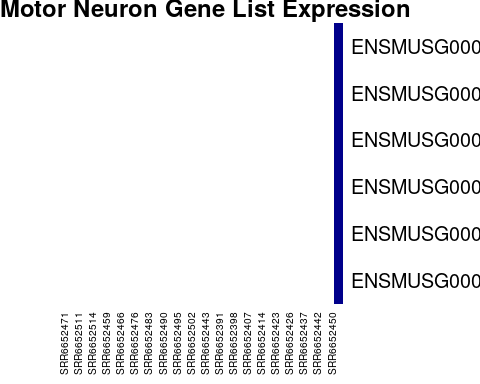 Motor Neuron Gene List Expression
ENSMUSG000
ENSMUSG000
ENSMUSG000
ENSMUSG000
ENSMUSG000
ENSMUSG000
SRR6652471
SRR6652511
SRR6652514
SRR6652459
SRR6652466
SRR6652476
SRR6652483
SRR6652490
SRR6652495
SRR6652502
SRR6652443
SRR6652391
SRR6652398
SRR6652407
SRR6652414
SRR6652423
SRR6652426
SRR6652437
SRR6652442
SRR6652450